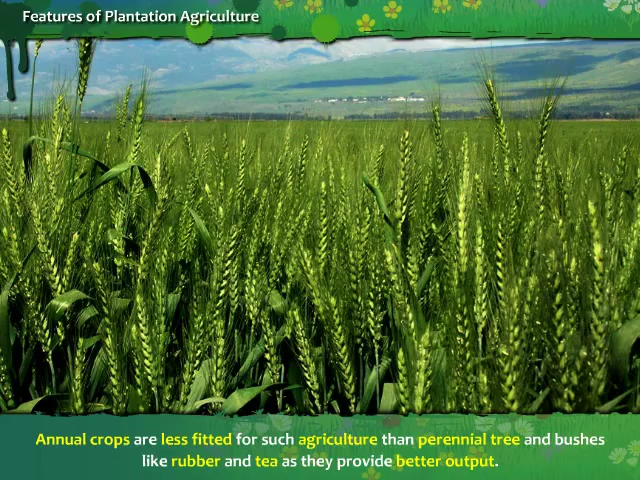 Features of Plantation Agriculture
Annual crops are less fitted for such agriculture than perennial tree and bushes
like rubber and tea as they provide better output.